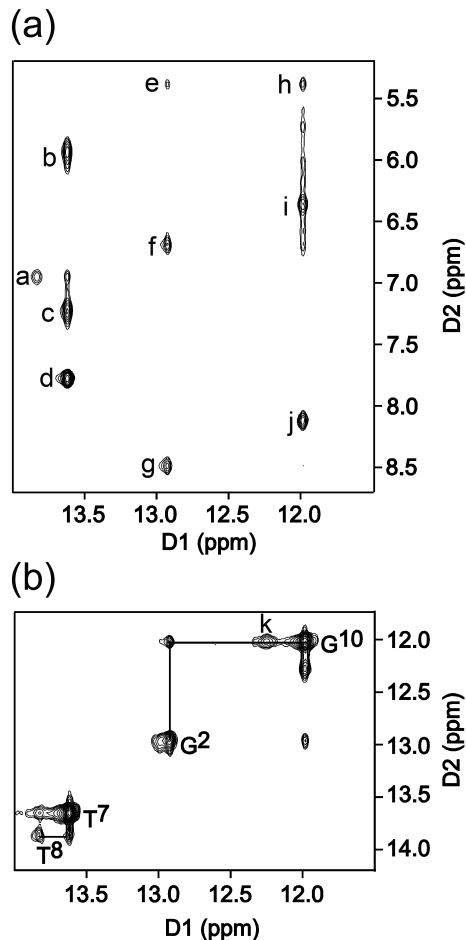 (a)
e
h
5.5
b
6.0
i
f
6.5
a
7.0
c
7.5
d
j
8.0
g
8.5
D2 (ppm)
13.5 13.0 12.5 12.0
D1 (ppm)
(b)
k
G10
12.0
12.5
G2
13.0
T7
13.5
T8
14.0
D2 (ppm)
13.5 13.0 12.5 12.0
D1 (ppm)